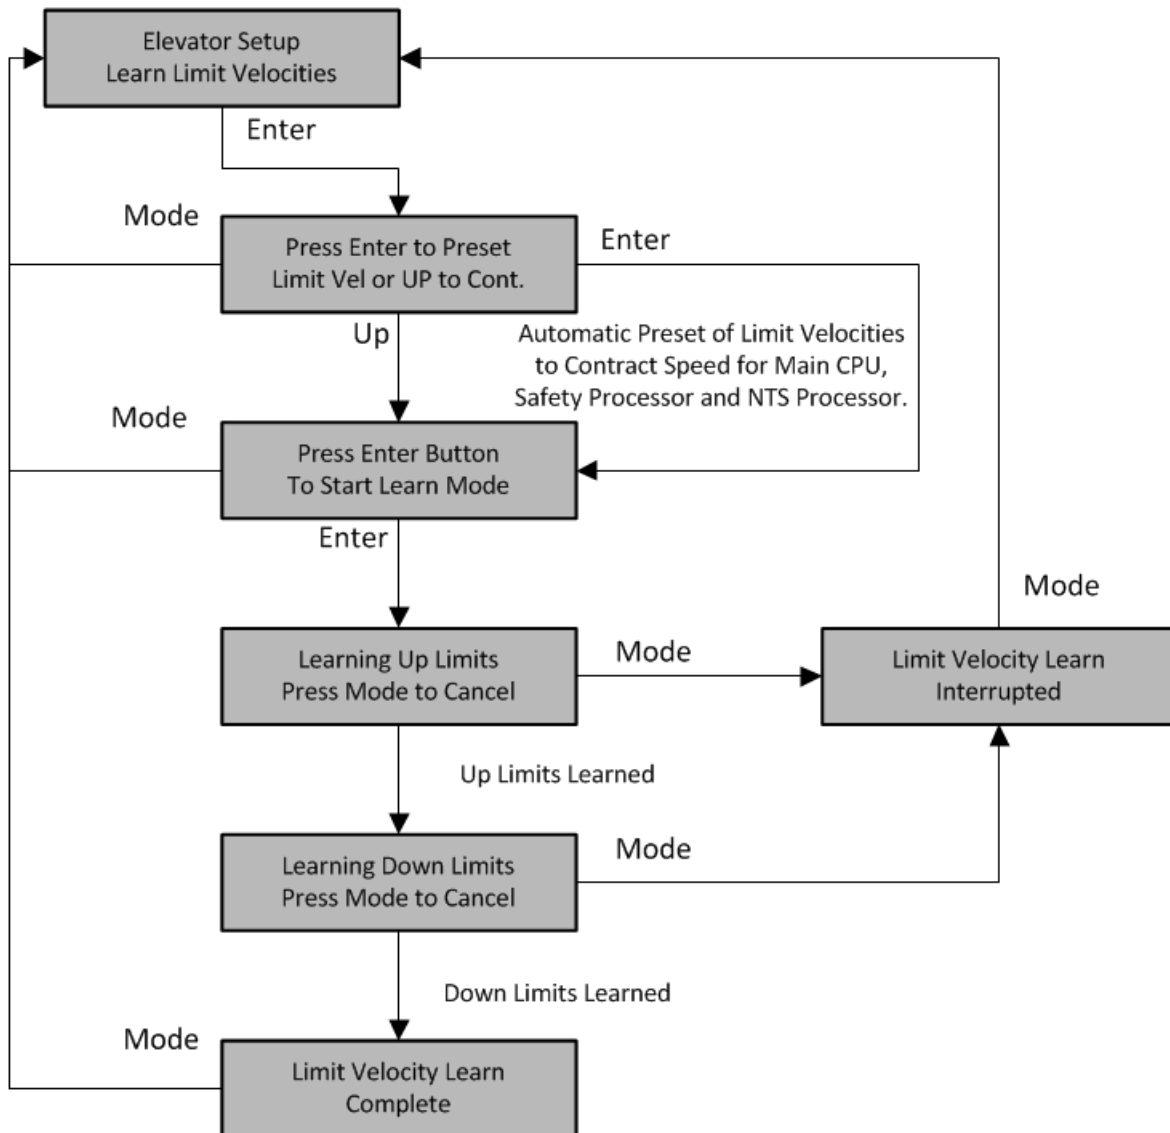 Elevator Setup
Learn Limit Velocities
Enter
Mode
Press Enter to Preset
Limit Vel or UP to Cont.
Enter
Up
Automatic Preset of Limit Velocities
to Contract Speed for Main CPU,
Safety Processor and NTS Processor.
Mode
Press Enter Button
To Start Learn Mode
Enter
Learning Up Limits
Press Mode to Cancel
Mode
Mode
Limit Velocity Learn
Interrupted
Up Limits Learned
Learning Down Limits
Press Mode to Cancel
Mode
Down Limits Learned
Mode
Limit Velocity Learn
Complete